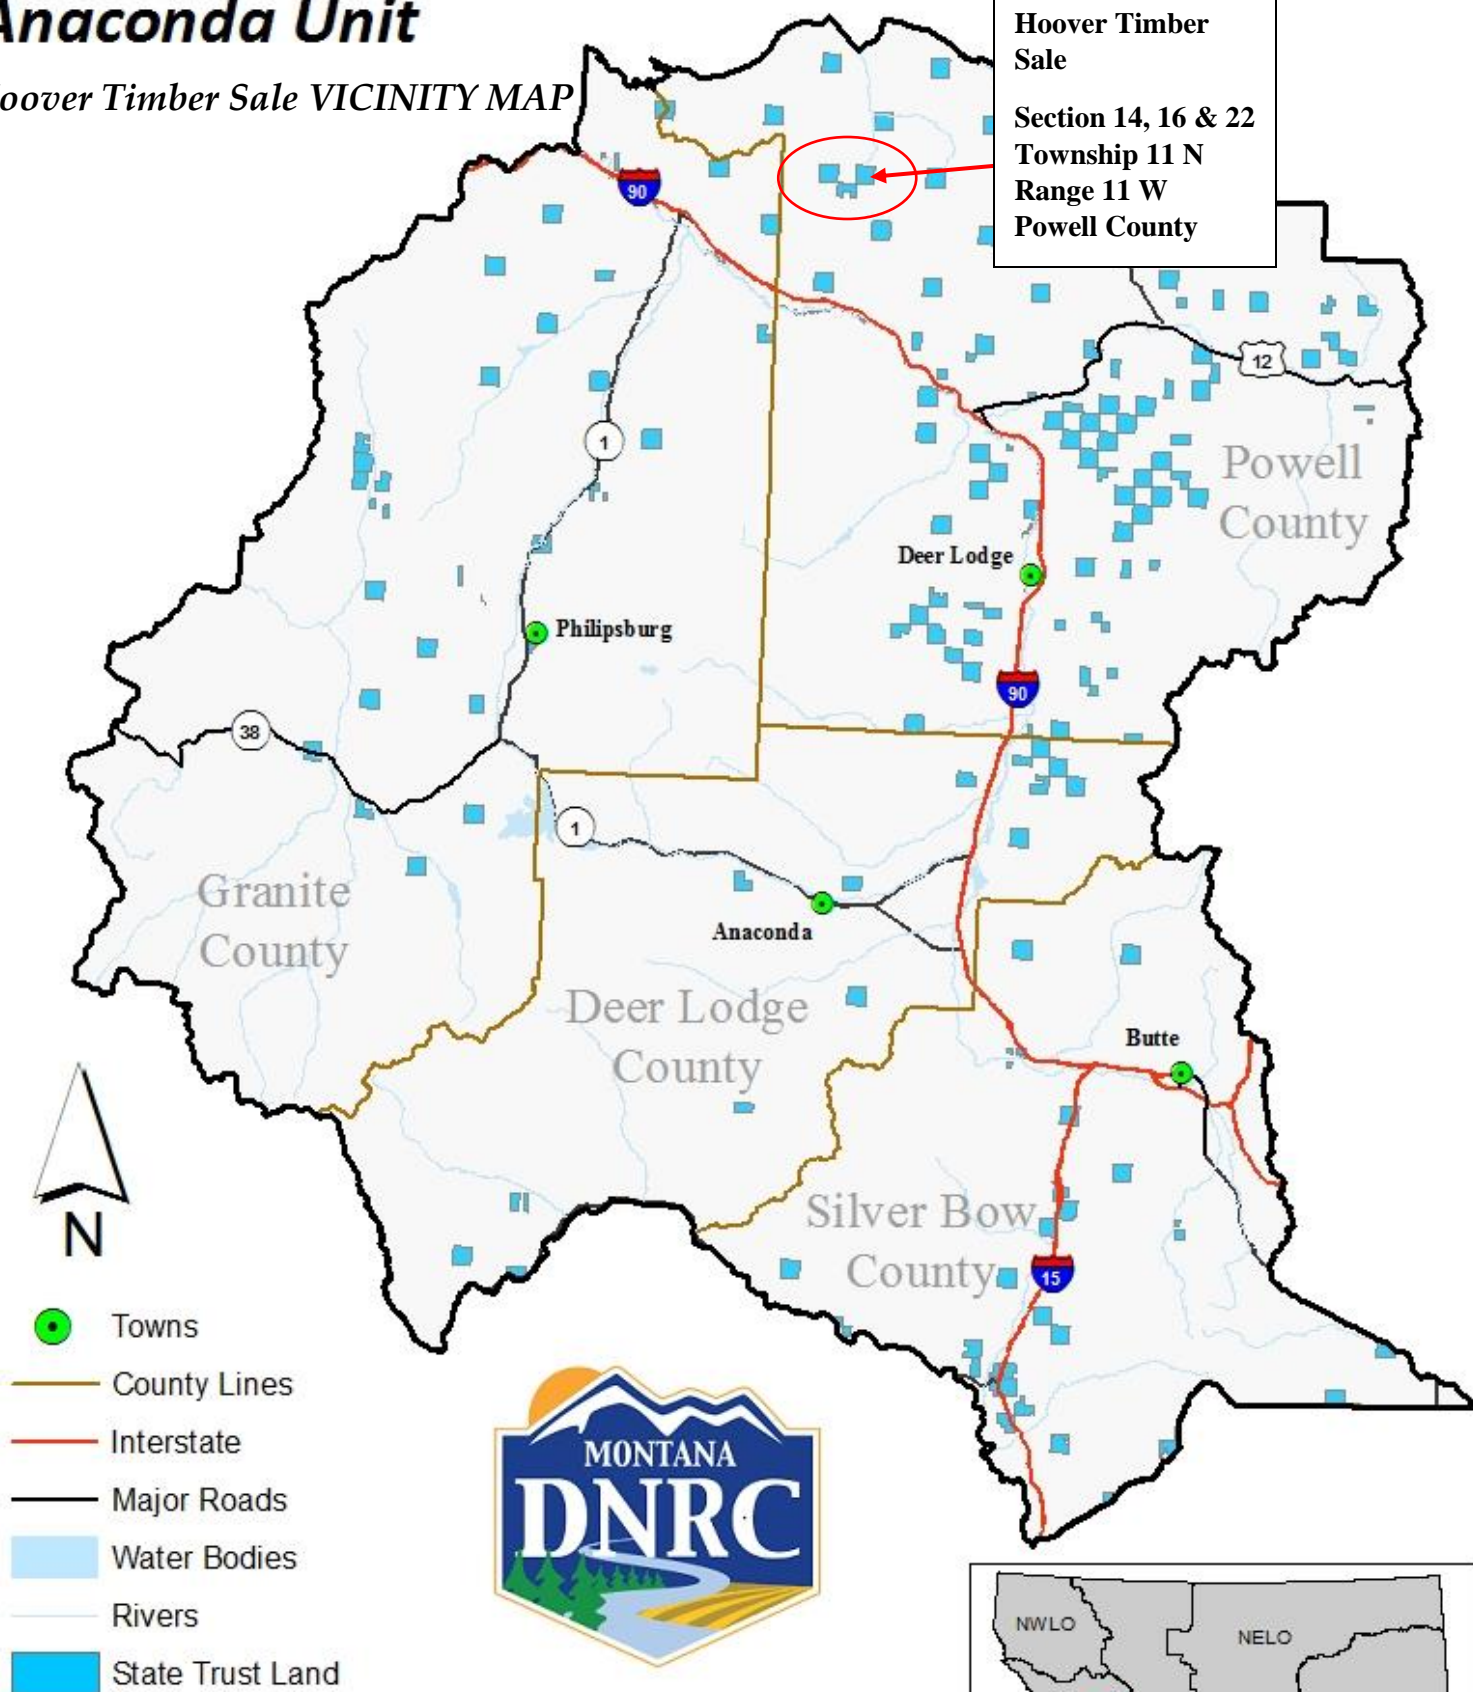 Anaconda Unit
oover Timber Sale VICINITY MAP
Hoover Timber
Sale
Section 14, 16 & 22
Township 11 N
Range 11 W
Powell County
90
12
1
Powell
County
Deer Lodge
Philipsburg
90
38
1
Granite
County
Anaconda
Deer Lodge
County
Butte
Silver Bow
County
15
N
Towns
County Lines
Interstate
Major Roads
Water Bodies
Rivers
State Trust Land
MONTANA
DNRC
NWLO
NELO